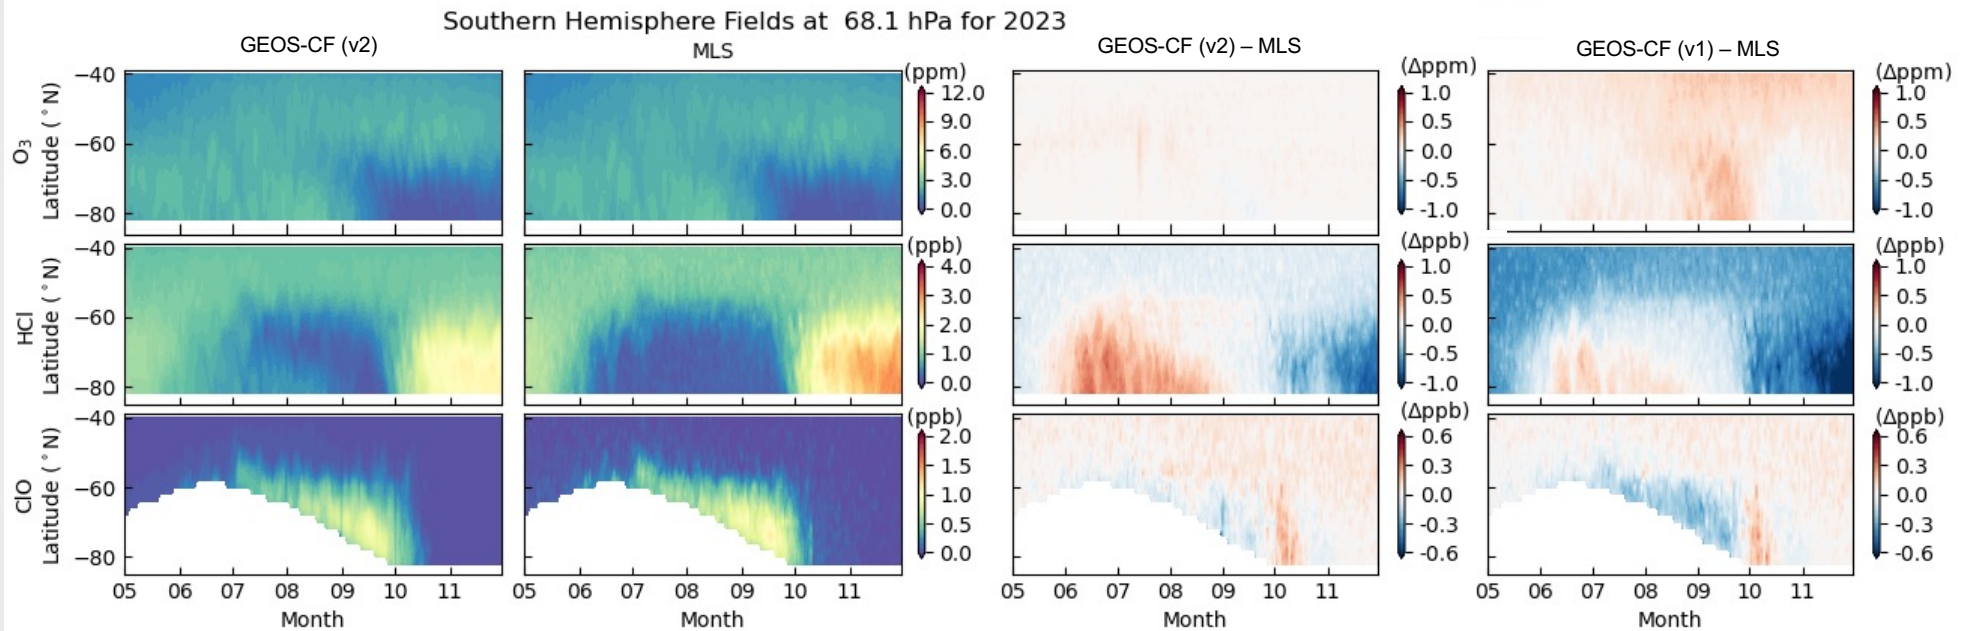 Southern Hemisphere Fields at 68.1 hPa for 2023
GEOS-CF (v2)
MLS
GEOS-CF (v2) – MLS
GEOS-CF (v1) – MLS
O3
Latitude (°N)
−40
−60
−80
(ppm)
12.0
9.0
6.0
3.0
0.0
(Δppm)
1.0
0.5
0.0
-0.5
-1.0
(Δppm)
1.0
0.5
0.0
-0.5
-1.0
HCl
Latitude (°N)
−40
−60
−80
(ppb)
4.0
3.0
2.0
1.0
0.0
(Δppb)
1.0
0.5
0.0
-0.5
-1.0
(Δppb)
1.0
0.5
0.0
-0.5
-1.0
ClO
Latitude (°N)
−40
−60
−80
(ppb)
2.0
1.5
1.0
0.5
0.0
(Δppb)
0.6
0.3
0.0
-0.3
-0.6
(Δppb)
0.6
0.3
0.0
-0.3
-0.6
05 06 07 08 09 10 11
Month
05 06 07 08 09 10 11
Month
05 06 07 08 09 10 11
Month
05 06 07 08 09 10 11
Month